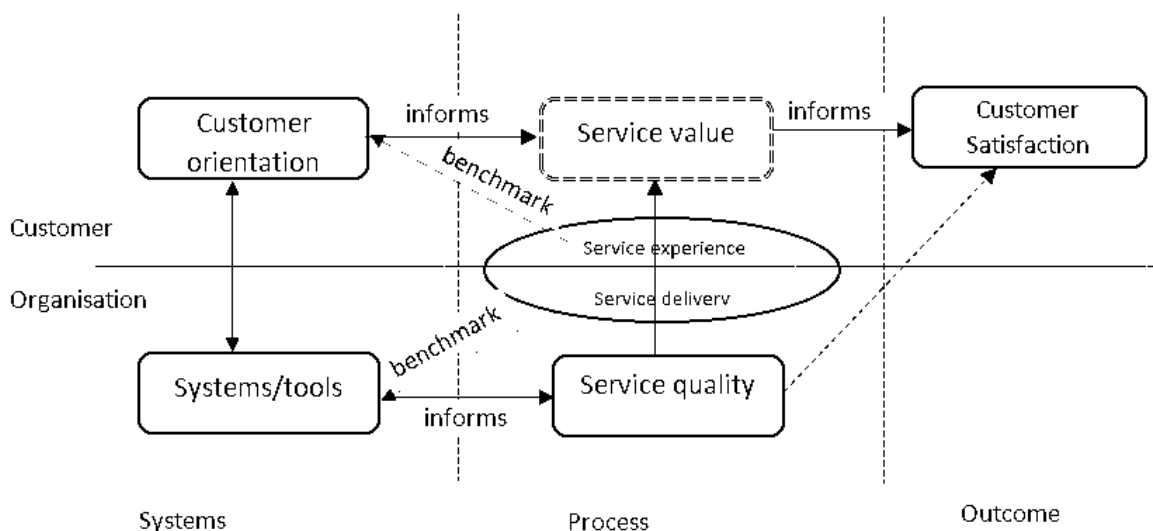 Customer
orientation
informs
Service value
informs
Customer
Satisfaction
benchmark
Customer
Service experience
Organisation
Service delivery
benchmark
Systems/tools
informs
Service quality
Systems
Process
Outcome